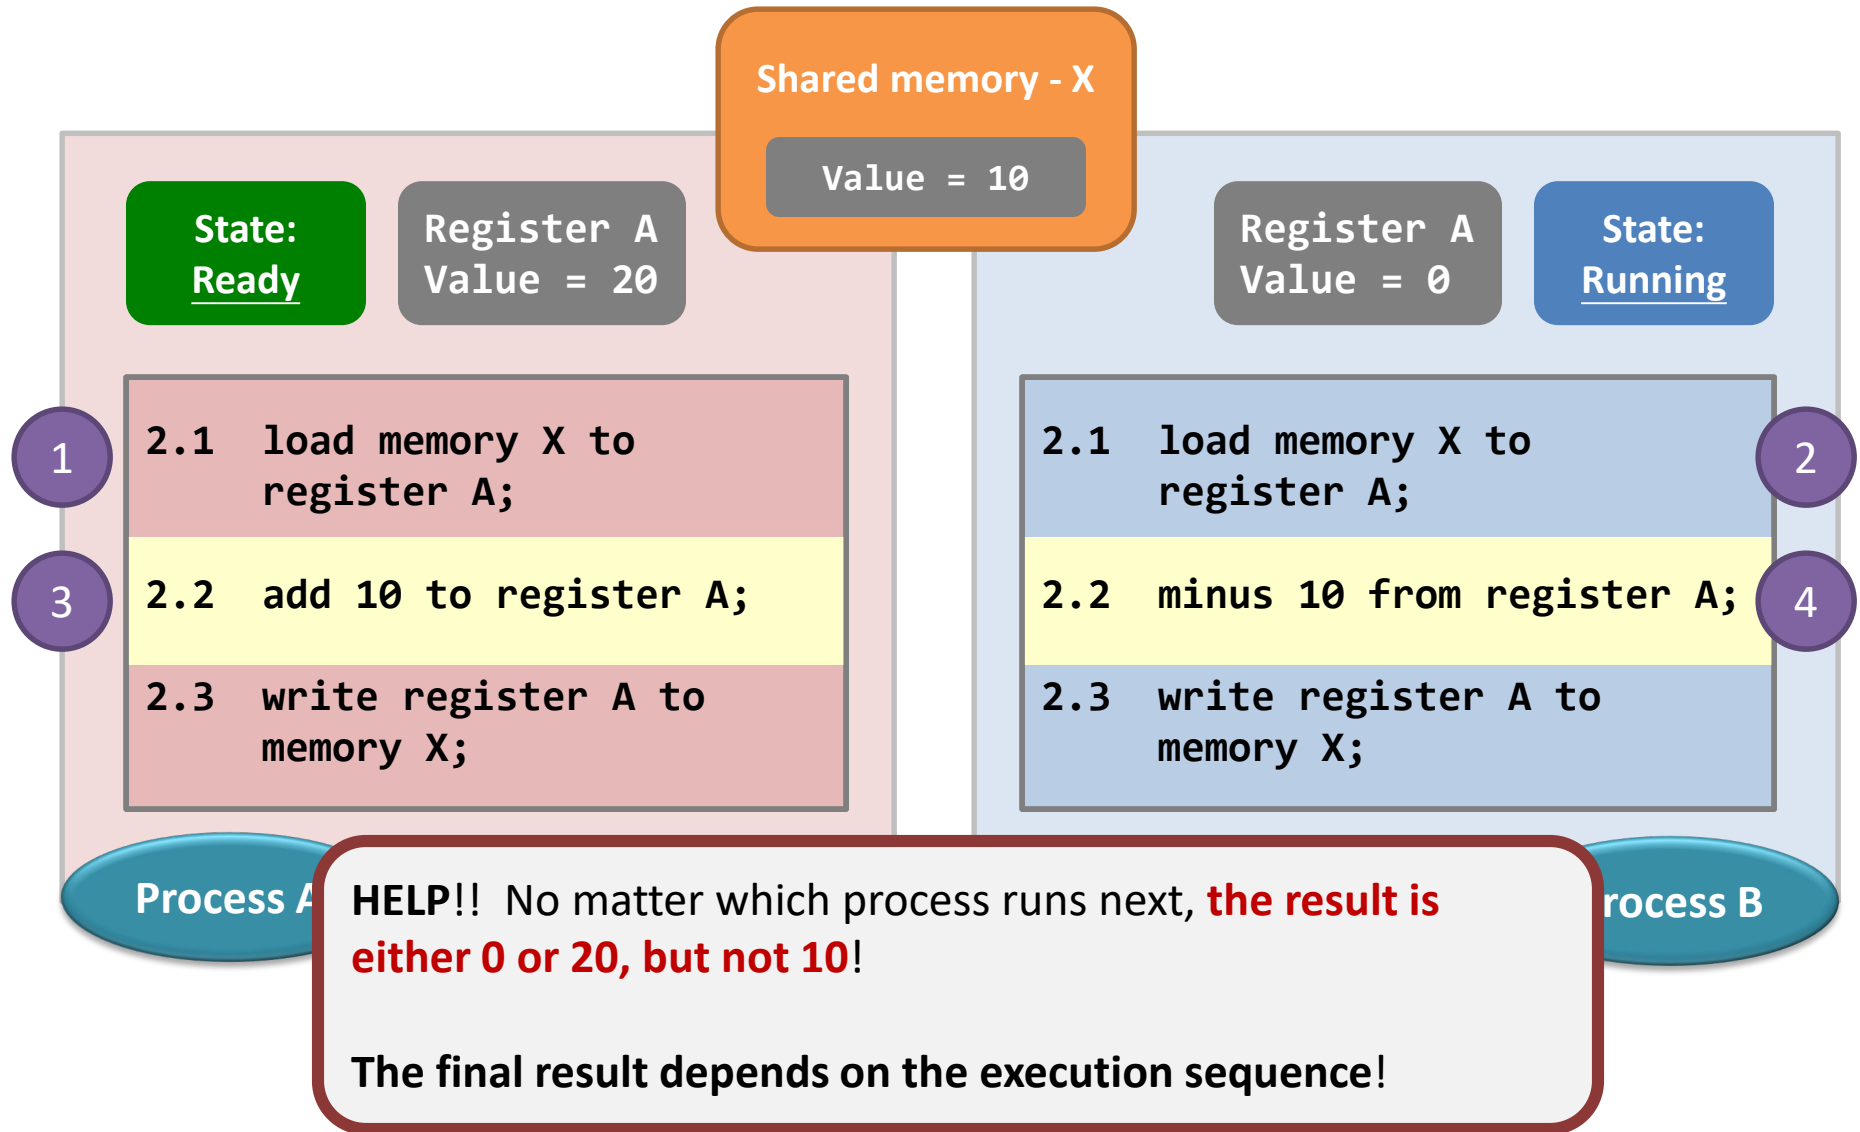 Shared memory - X
Value = 10
State:
Ready
Register A
Value = 20
Register A
Value = 0
State:
Running
1
2.1 load memory X to
register A;
3
2.2 add 10 to register A;
2.3 write register A to
memory X;
2.1 load memory X to
register A;
2
2.2 minus 10 from register A;
4
2.3 write register A to
memory X;
Process A
rocess B
HELP!! No matter which process runs next, the result is
either 0 or 20, but not 10!
The final result depends on the execution sequence!